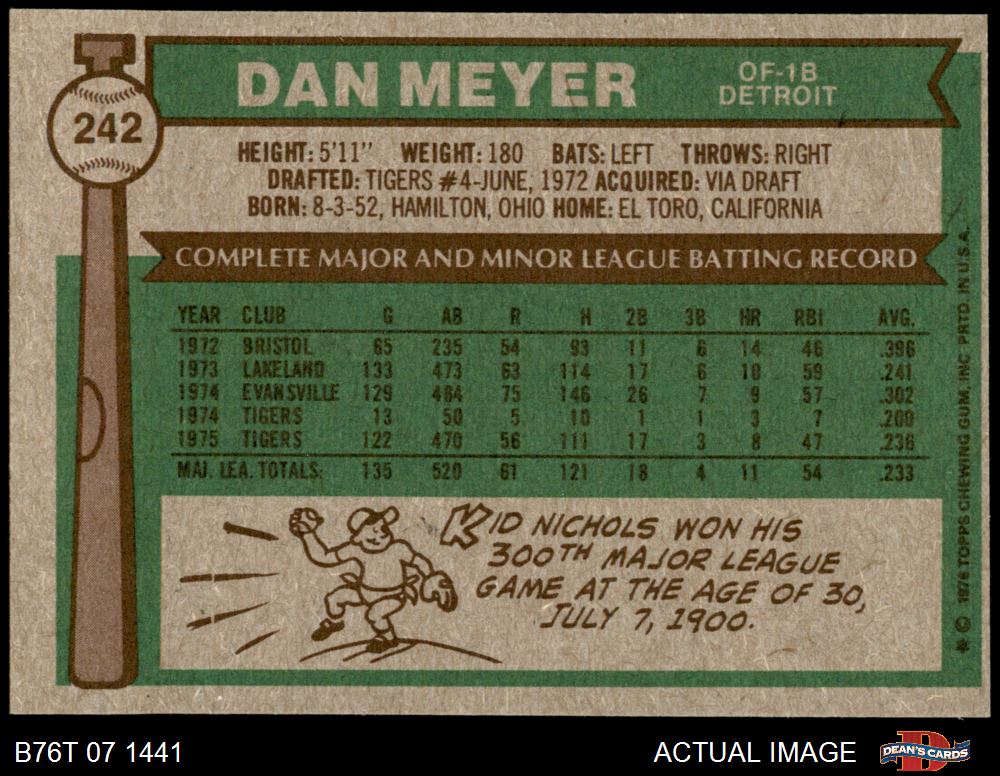 242
DAN MEYER
OF-1B
DETROIT
HEIGHT: 5'11" WEIGHT: 180 BATS: LEFT THROWS: RIGHT
DRAFTED: TIGERS #4-JUNE, 1972 ACQUIRED: VIA DRAFT
BORN: 8-3-52, HAMILTON, OHIO HOME: EL TORO, CALIFORNIA
COMPLETE MAJOR AND MINOR LEAGUE BATTING RECORD
YEAR CLUB G AB R H 2B 3B HR RBI AVG.
1972 BRISTOL 65 235 54 93 11 6 14 46 .396
1973 LAKELAND 133 473 63 114 17 6 10 59 .241
1974 EVANSVILLE 129 484 75 146 26 7 9 57 .302
1974 TIGERS 13 50 5 10 1 1 3 7 .200
1975 TIGERS 122 470 56 111 17 3 8 47 .236
MAJ. LEA. TOTALS: 135 520 61 121 18 4 11 54 .233
KID NICHOLS WON HIS
300TH MAJOR LEAGUE
GAME AT THE AGE OF 30,
JULY 7, 1900.
* © 1976 TOPPS CHEWING GUM, INC. PRTD. IN U.S.A.
B76T 07 1441
ACTUAL IMAGE
DEAN'S CARDS